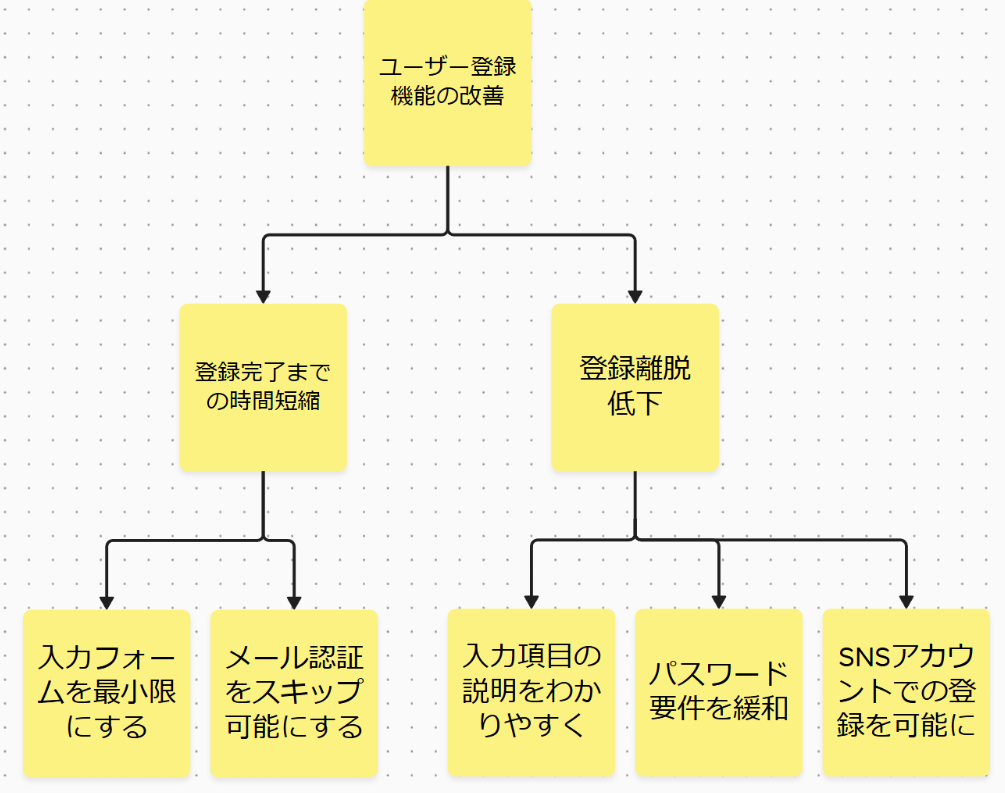 ユーザー登録
機能の改善
登録完了まで
の時間短縮
登録離脱
低下
入力フォー
ムを最小限
にする
メール認証
をスキップ
可能にする
入力項目の
説明をわか
りやすく
パスワード
要件を緩和
SNSアカウ
ントでの登
録を可能に